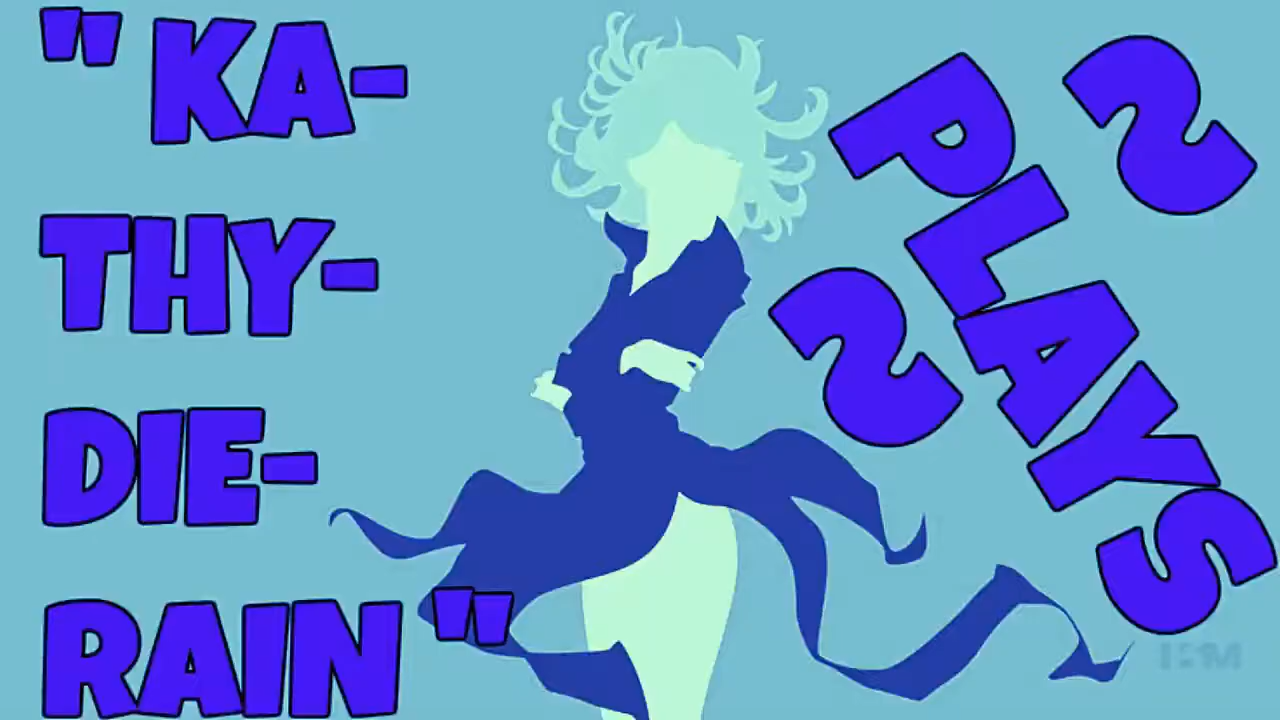 "KA-
THY-
DIE-
RAIN"
PLAYS